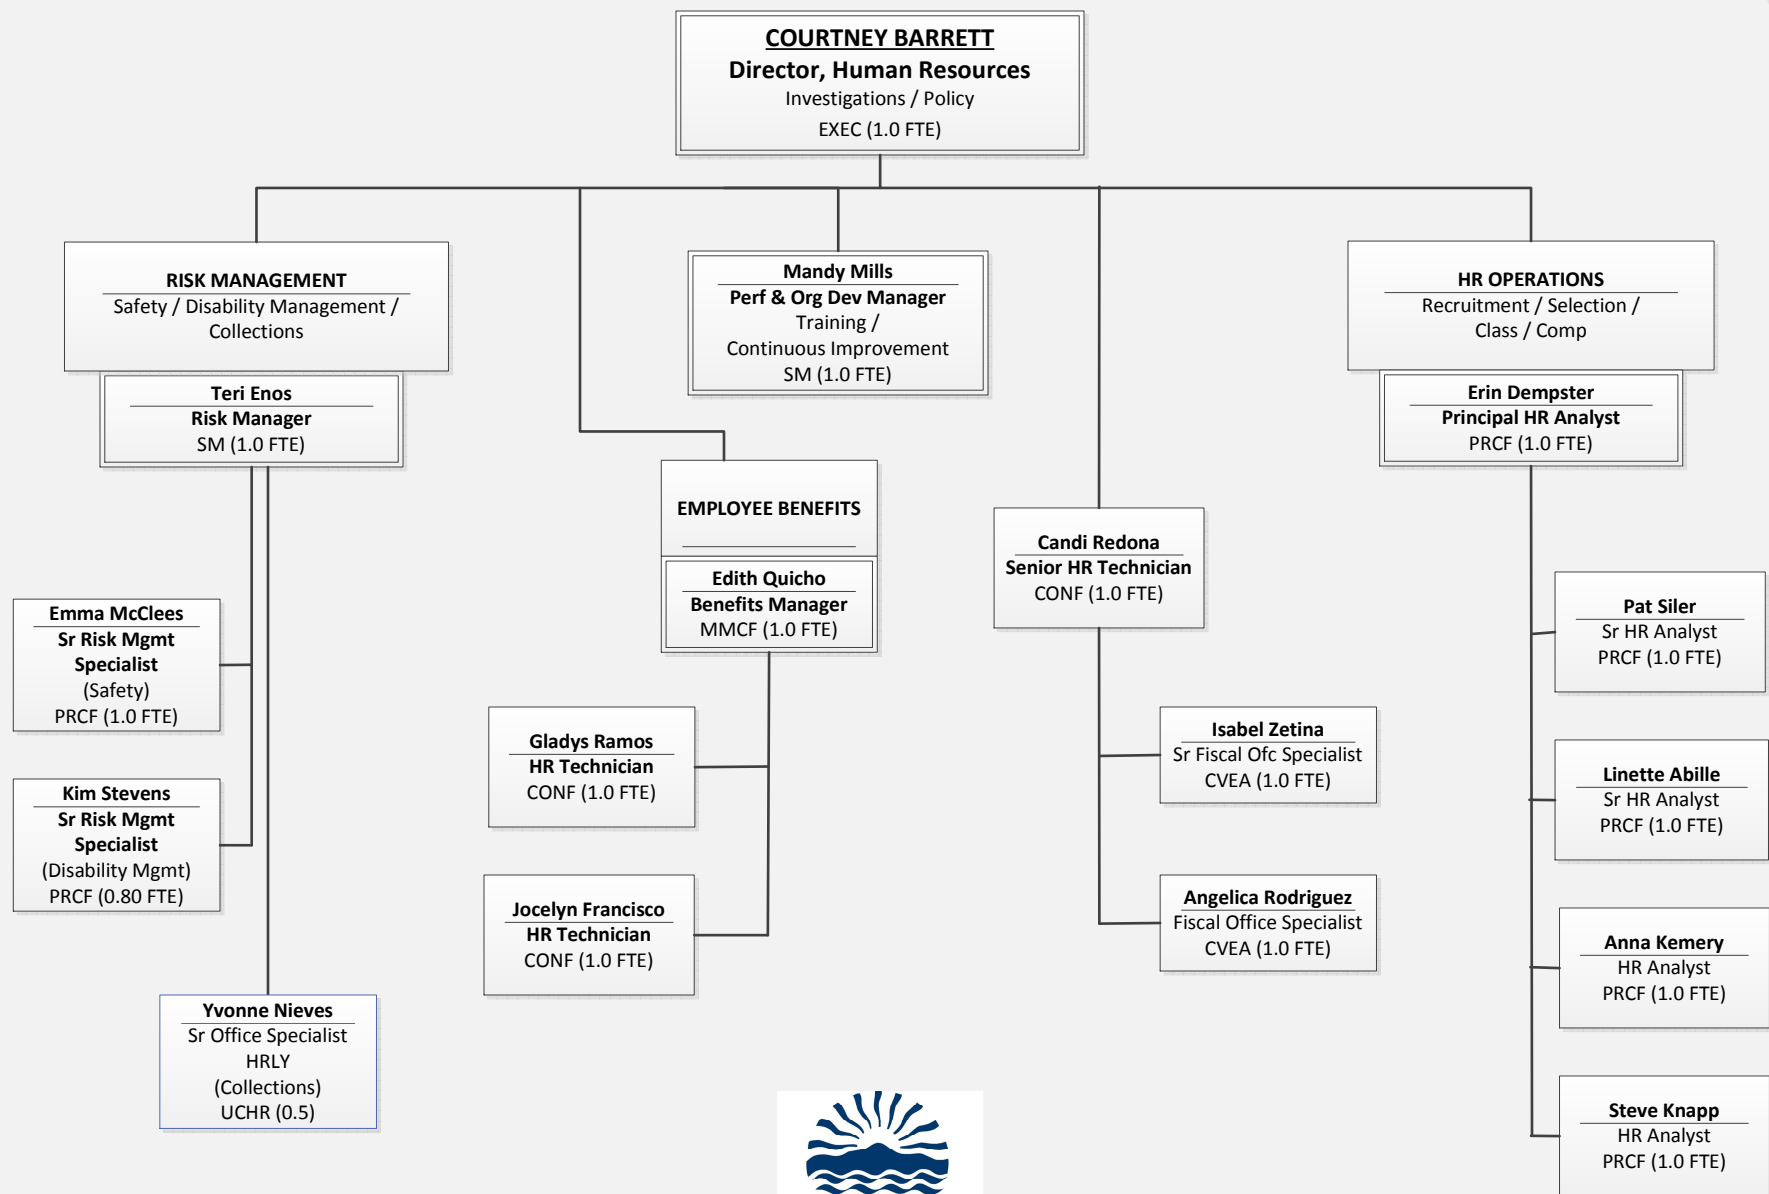 COURTNEY BARRETT
Director, Human Resources
Investigations / Policy
EXEC (1.0 FTE)
RISK MANAGEMENT
Safety / Disability Management /
Collections
Teri Enos
Risk Manager
SM (1.0 FTE)
Emma McClees
Sr Risk Mgmt
Specialist
(Safety)
PRCF (1.0 FTE)
Kim Stevens
Sr Risk Mgmt
Specialist
(Disability Mgmt)
PRCF (0.80 FTE)
Yvonne Nieves
Sr Office Specialist
HRLY
(Collections)
UCHR (0.5)
EMPLOYEE BENEFITS
Edith Quicho
Benefits Manager
MMCF (1.0 FTE)
Gladys Ramos
HR Technician
CONF (1.0 FTE)
Jocelyn Francisco
HR Technician
CONF (1.0 FTE)
Mandy Mills
Perf & Org Dev Manager
Training /
Continuous Improvement
SM (1.0 FTE)
Candi Redona
Senior HR Technician
CONF (1.0 FTE)
Isabel Zetina
Sr Fiscal Ofc Specialist
CVEA (1.0 FTE)
Angelica Rodriguez
Fiscal Office Specialist
CVEA (1.0 FTE)
HR OPERATIONS
Recruitment / Selection /
Class / Comp
Erin Dempster
Principal HR Analyst
PRCF (1.0 FTE)
Pat Siler
Sr HR Analyst
PRCF (1.0 FTE)
Linette Abille
Sr HR Analyst
PRCF (1.0 FTE)
Anna Kemery
HR Analyst
PRCF (1.0 FTE)
Steve Knapp
HR Analyst
PRCF (1.0 FTE)